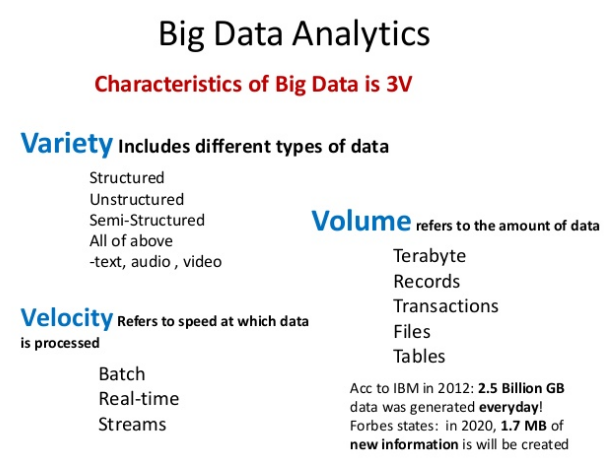 Big Data Analytics
Characteristics of Big Data is 3V
Variety Includes different types of data
Structured
Unstructured
Semi-Structured
All of above
-text, audio , video
Velocity Refers to speed at which data
is processed
Batch
Real-time
Streams
Volume refers to the amount of data
Terabyte
Records
Transactions
Files
Tables
Acc to IBM in 2012: 2.5 Billion GB
data was generated everyday!
Forbes states: in 2020, 1.7 MB of
new information is will be created